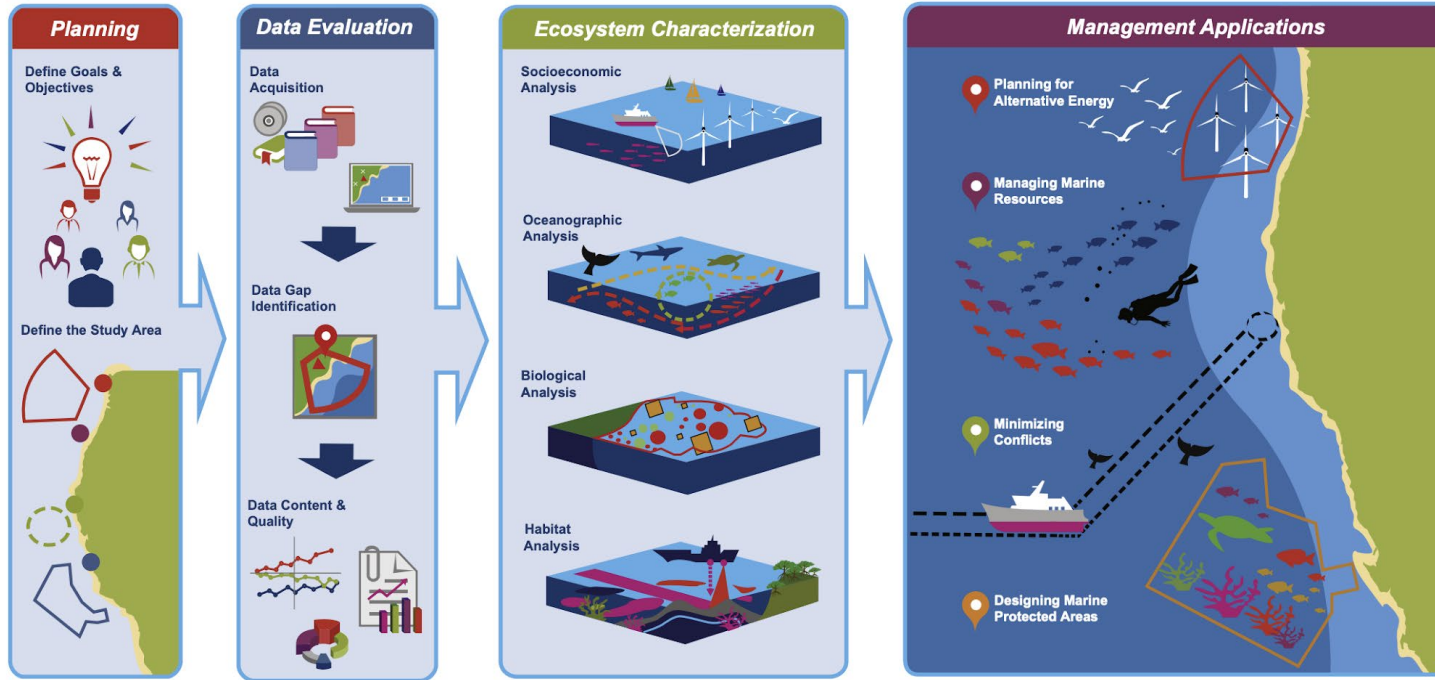 Planning
Define Goals &
Objectives
Define the Study Area
Data Evaluation
Data
Acquisition
Data Gap
Identification
Data Content &
Quality
Ecosystem Characterization
Socioeconomic
Analysis
Oceanographic
Analysis
Biological
Analysis
Habitat
Analysis
Management Applications
Planning for
Alternative Energy
Managing Marine
Resources
Minimizing
Conflicts
Designing Marine
Protected Areas